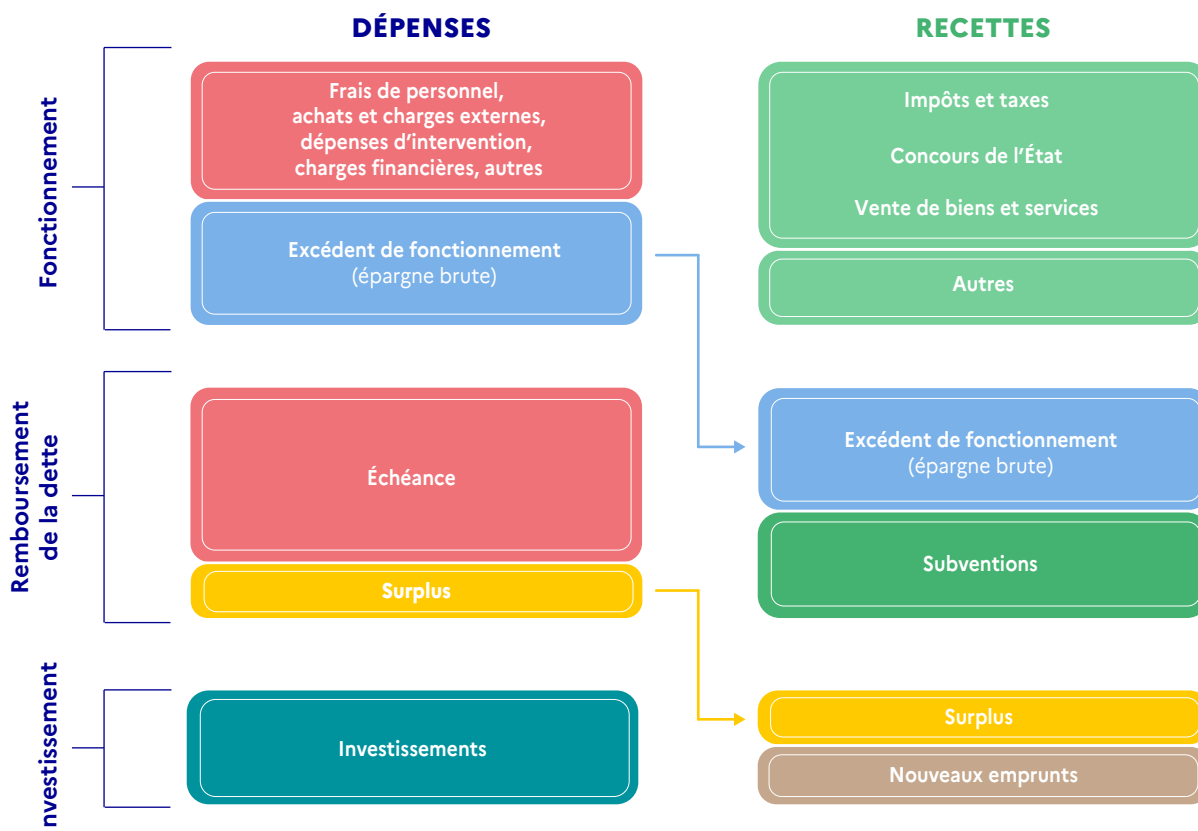 DÉPENSES
RECETTES
Fonctionnement
Frais de personnel,
achats et charges externes,
dépenses d'intervention,
charges financières, autres
Impôts et taxes
Concours de l'État
Vente de biens et services
Excédent de fonctionnement
(épargne brute)
Autres
Remboursement
de la dette
Échéance
Excédent de fonctionnement
(épargne brute)
Surplus
Subventions
nvestissement
Investissements
Surplus
Nouveaux emprunts